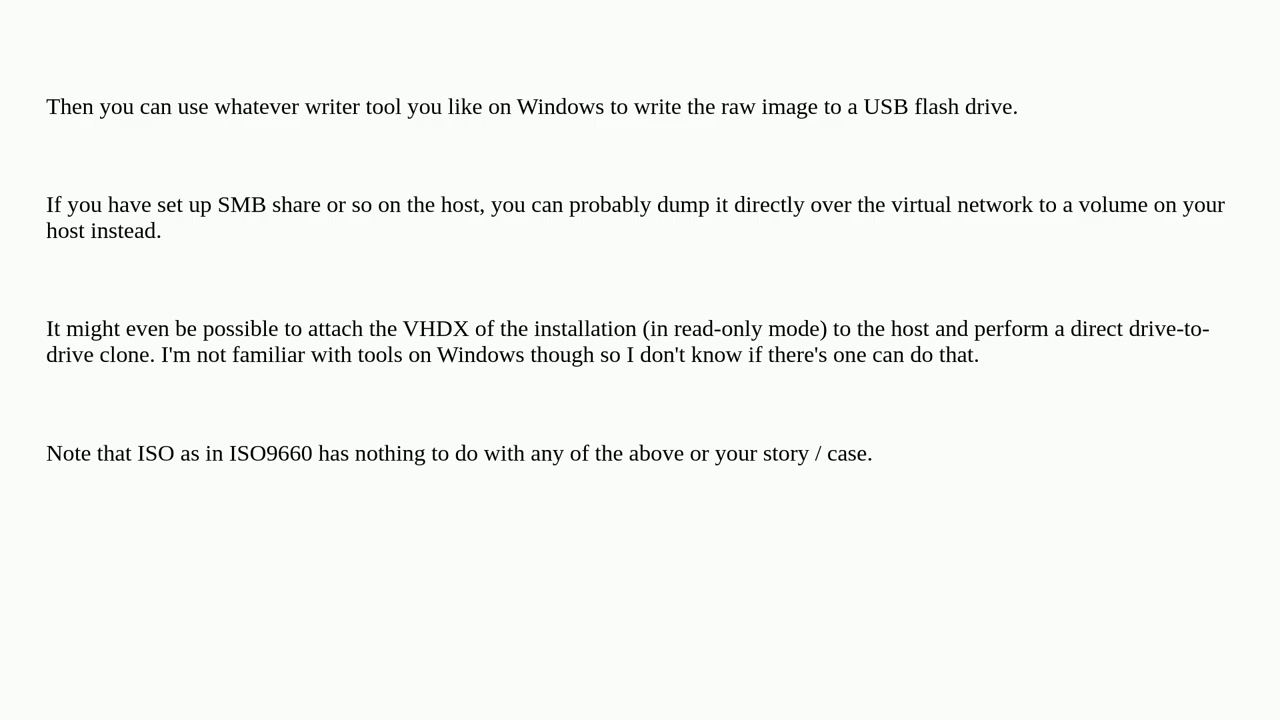 Then you can use whatever writer tool you like on Windows to write the raw image to a USB flash drive.
If you have set up SMB share or so on the host, you can probably dump it directly over the virtual network to a volume on your
host instead.
It might even be possible to attach the VHDX of the installation (in read-only mode) to the host and perform a direct drive-to-
drive clone. I'm not familiar with tools on Windows though so I don't know if there's one can do that.
Note that ISO as in ISO9660 has nothing to do with any of the above or your story / case.